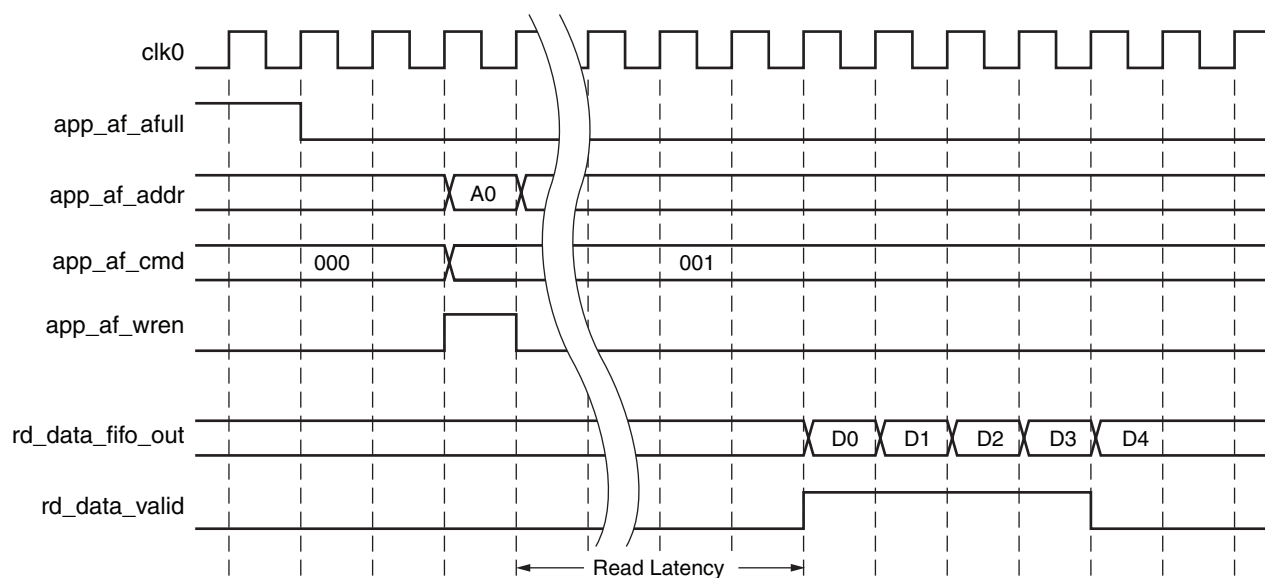 clk0
app_af_afull
app_af_addr A0
app_af_cmd 000 001
app_af_wren
rd_data_fifo_out D0 D1 D2 D3 D4
rd_data_valid
Read Latency